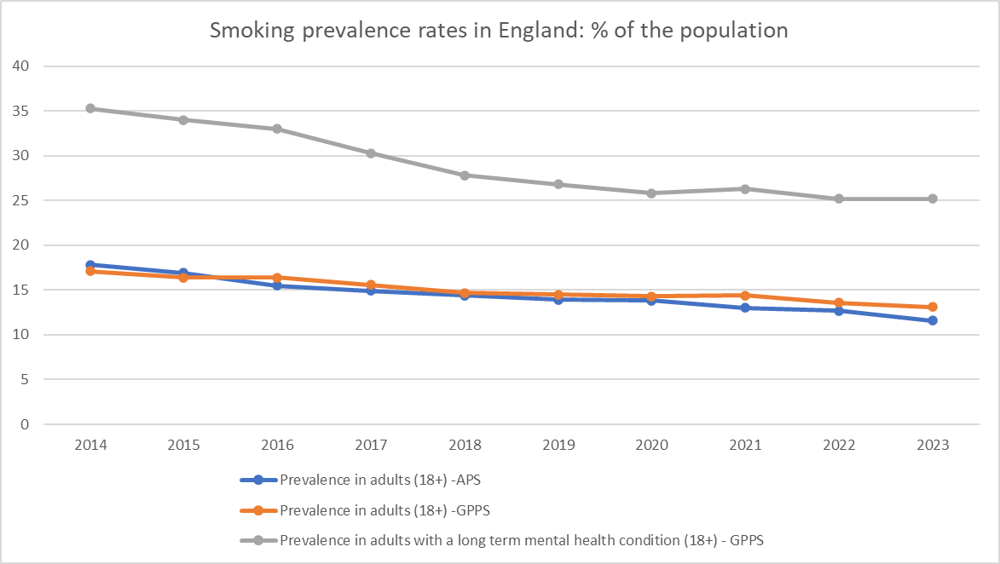 Smoking prevalence rates in England: % of the population
40
35
30
25
20
15
10
5
0
2014 2015 2016 2017 2018 2019 2020 2021 2022 2023
Prevalence in adults (18+) -APS
Prevalence in adults (18+) -GPPS
Prevalence in adults with a long term mental health condition (18+) - GPPS